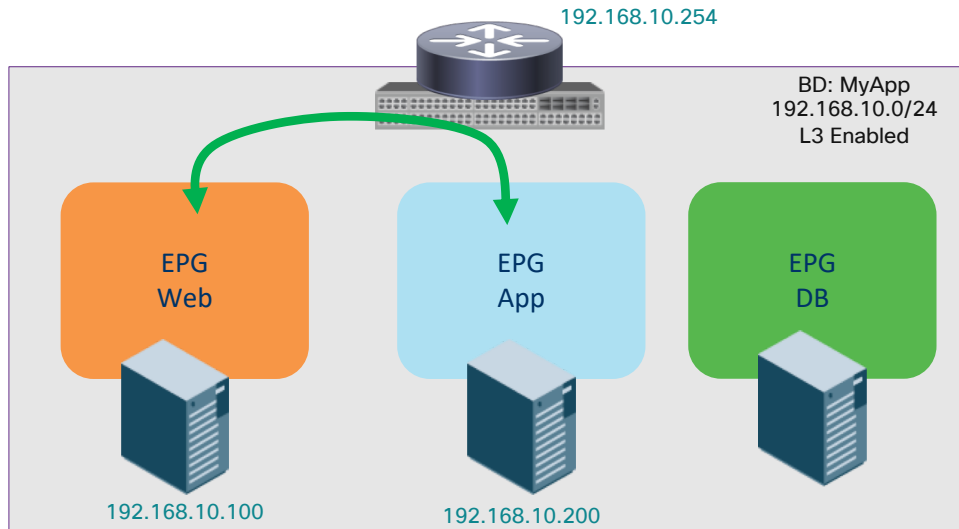 192.168.10.254
BD: MyApp
192.168.10.0/24
L3 Enabled
EPG
Web
EPG
App
EPG
DB
192.168.10.100
192.168.10.200